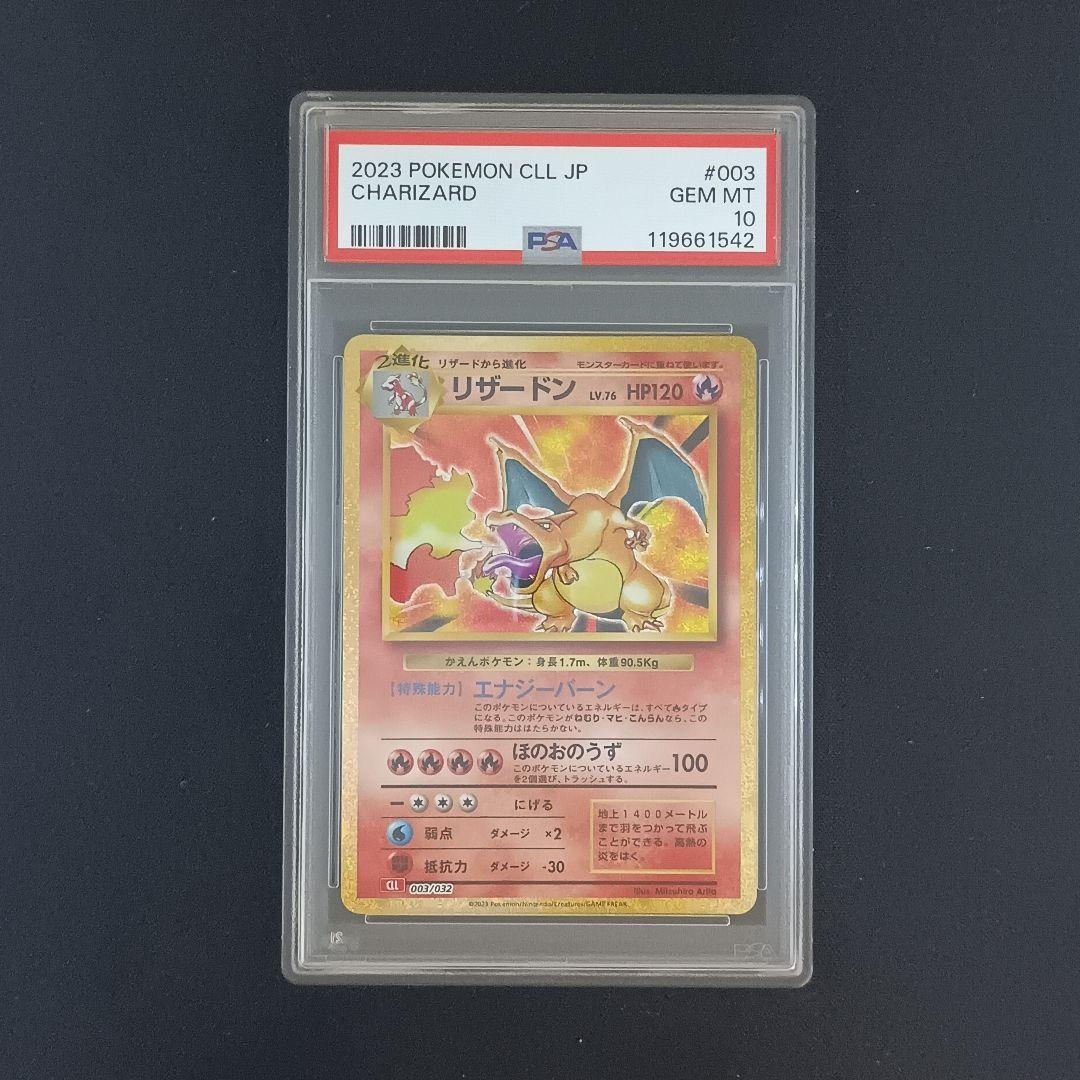 2023 POKEMON CLL JP #003
CHARIZARD GEM MT
10
PSA 119661542
2進化 リザードから進化 モンスターカードに重ねて使います。
リザードン LV.76 HP120
かえんポケモン:身長1.7m、体重90.5Kg
[特殊能力] エナジーバーン
このポケモンについているエネルギーは、すべて🔥タイプ
になる。このポケモンがねむり・マヒ・こんらんなら、この
特殊能力ははたらかない。
ほのおのうず 100
このポケモンについているエネルギー
を2個選び、トラッシュする。
にげる
弱点 ダメージ ×2
抵抗力 ダメージ -30
地上1400メートル
まで羽をつかって飛ぶ
ことができる。高熱の
炎をはく。
CLL 003/032
Illus. Mitsuhiro Arita
©2023 Pokémon/Nintendo/Creatures/GAME FREAK.
PSA